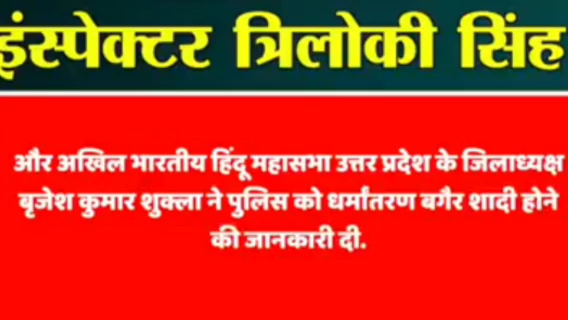 इंस्पेक्टर त्रिलोकी सिंह
और अखिल भारतीय हिंदू महासभा उत्तर प्रदेश के जिलाध्यक्ष
बृजेश कुमार शुक्ला ने पुलिस को धर्मांतरण बगैर शादी होने
की जानकारी दी.